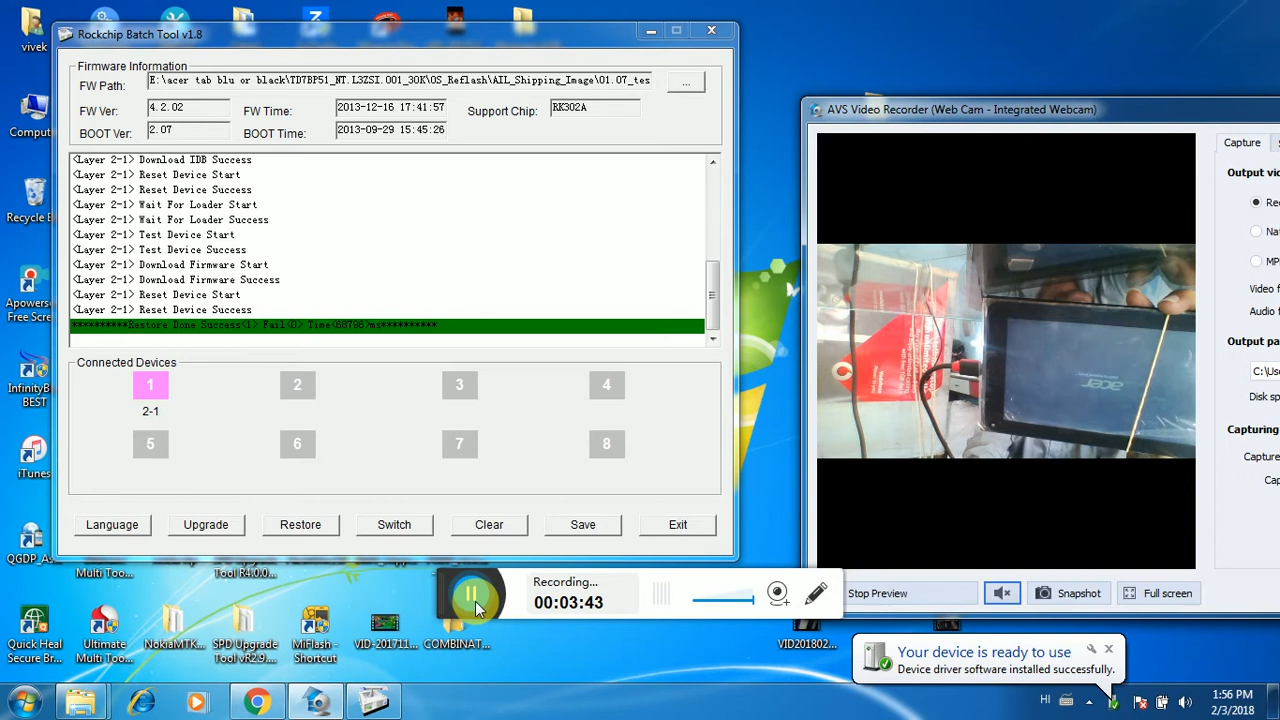 vivek
Rockchip Batch Tool v1.8
Firmware Information
FW Path:
E:\acer tab blu or black\TD7BP51_NT.L3ZSI.001_30K\OS_Reflash\AIL_Shipping_Image\01.07_tes
...
FW Ver:
4.2.02
FW Time:
2013-12-16 17:41:57
Support Chip:
RK302A
BOOT Ver:
2.07
BOOT Time:
2013-09-29 15:45:26
<Layer 2-1> Download IDB Success
<Layer 2-1> Reset Device Start
<Layer 2-1> Reset Device Success
<Layer 2-1> Wait For Loader Start
<Layer 2-1> Wait For Loader Success
<Layer 2-1> Test Device Start
<Layer 2-1> Test Device Success
<Layer 2-1> Download Firmware Start
<Layer 2-1> Download Firmware Success
<Layer 2-1> Reset Device Start
<Layer 2-1> Reset Device Success
**********Restore Done Success<1> Fail<0> Time<68796>ms**********
Connected Devices
1
2
3
4
2-1
5
6
7
8
Language
Upgrade
Restore
Switch
Clear
Save
Exit
Comput
Recycle B
Apowers
Free Scre
InfinityB
BEST
iTunes
QGDP_A
Multi Too...
Tool R4.0.0...
AVS Video Recorder (Web Cam - Integrated Webcam)
Capture
Output vi
Re
Na
MP
Video f
Audio f
Output pa
C:\Use
Disk sp
Capturing
Capture
Cap
acer
Stop Preview
Snapshot
Full screen
Recording...
00:03:43
Quick Heal
Secure Br...
Ultimate
Multi Too...
NokiaMTK...
SPD Upgrade
Tool vR2.9...
MiFlash -
Shortcut
VID-201711...
COMBINAT...
VID201802...
Your device is ready to use
Device driver software installed successfully.
HI
1:56 PM
2/3/2018